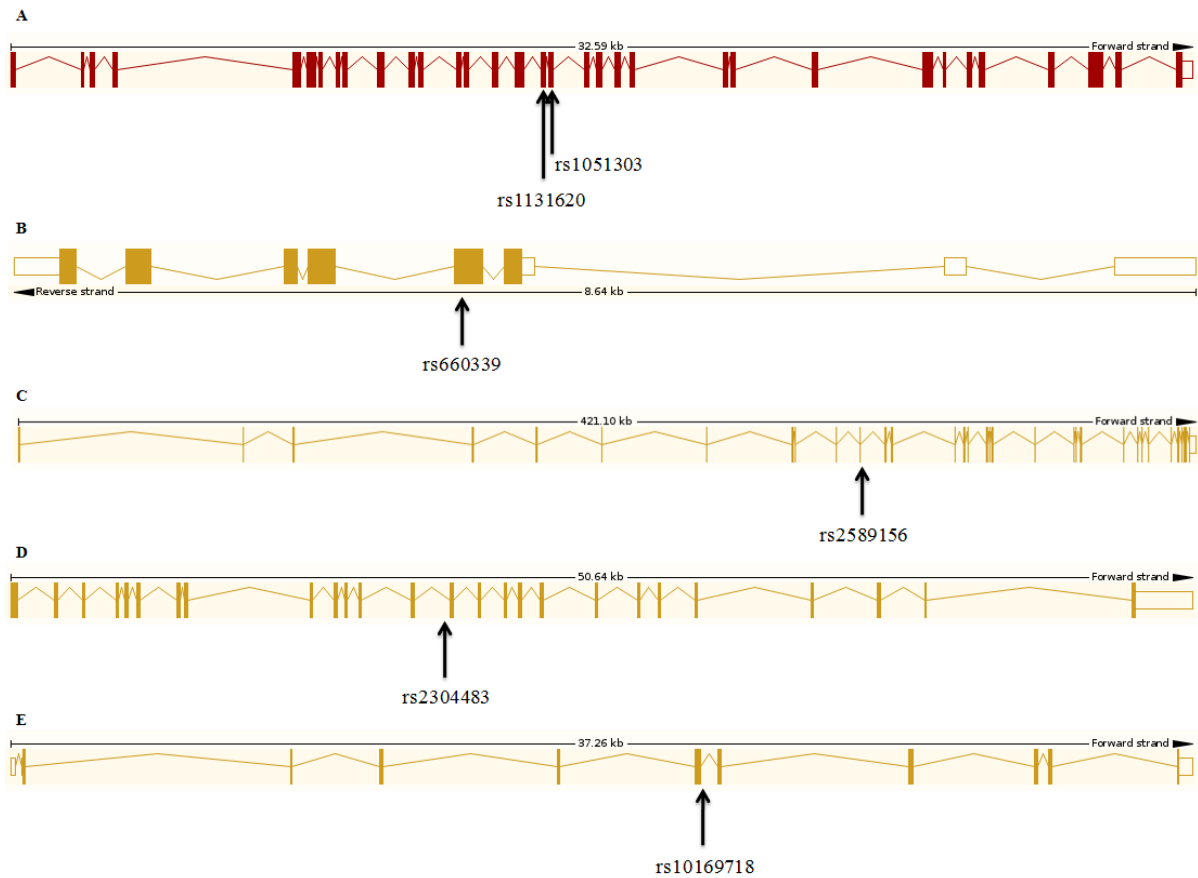 A
32.59 kb
Forward strand
rs1051303
rs1131620
B
Reverse strand
8.64 kb
rs660339
C
421.10 kb
Forward strand
rs2589156
D
50.64 kb
Forward strand
rs2304483
E
37.26 kb
Forward strand
rs10169718